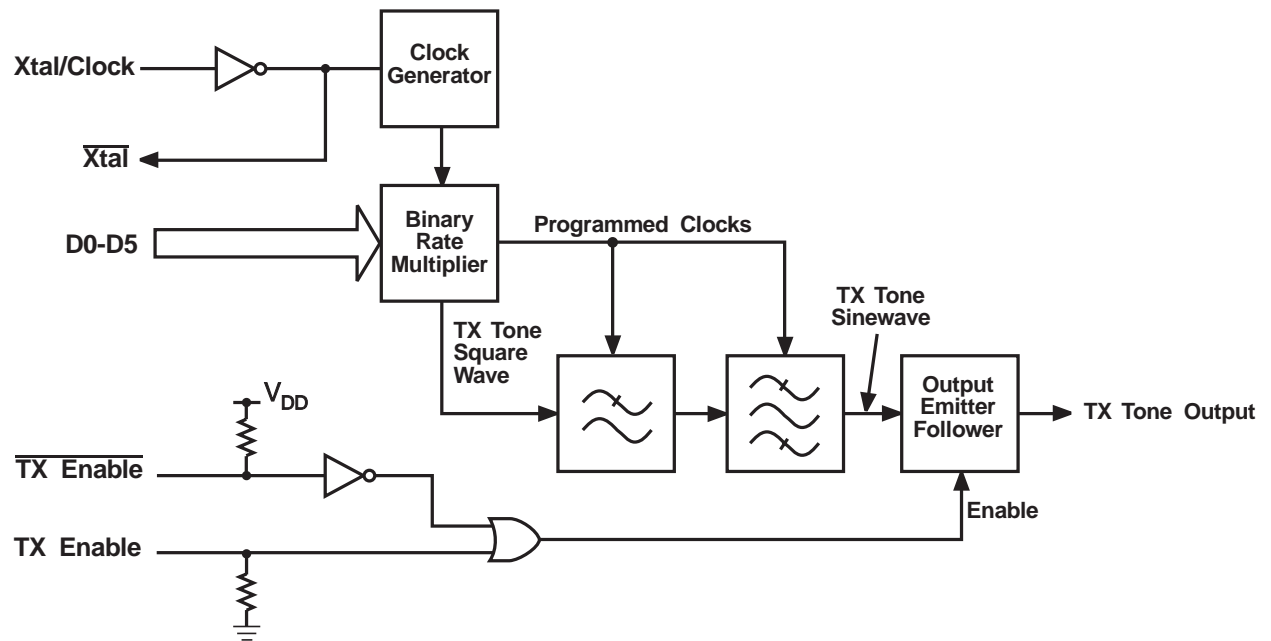 Xtal/Clock
Clock
Generator
Xtal
D0-D5
Binary
Rate
Multiplier
Programmed Clocks
TX Tone
Square
Wave
TX Tone
Sinewave
Output
Emitter
Follower
TX Tone Output
VDD
TX Enable
Enable
TX Enable